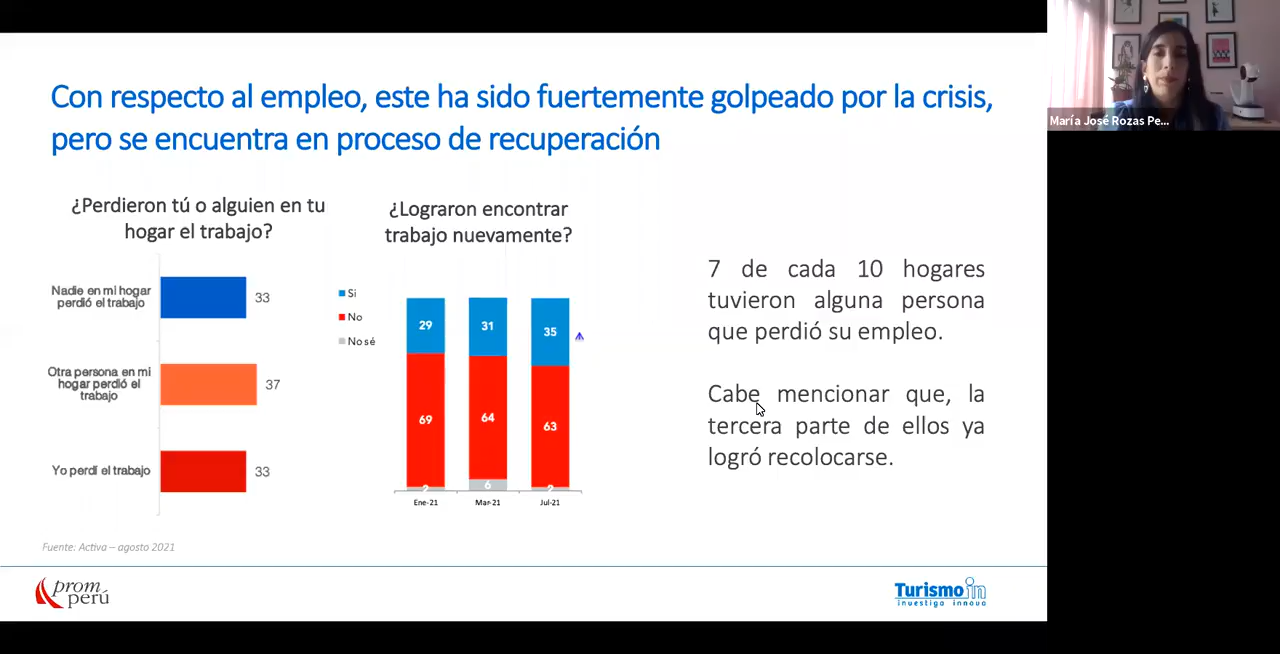 Con respecto al empleo, este ha sido fuertemente golpeado por la crisis,
pero se encuentra en proceso de recuperación
María José Rozas Pe...
¿Perdieron tú o alguien en tu
hogar el trabajo?
Nadie en mi hogar
perdió el trabajo
33
Otra persona en mi
hogar perdió el
trabajo
37
Yo perdí el trabajo
33
¿Lograron encontrar
trabajo nuevamente?
Si
No
No sé
29
31
35
69
64
63
2
6
2
Ene-21
Mar-21
Jul-21
7 de cada 10 hogares
tuvieron alguna persona
que perdió su empleo.
Cabe mencionar que, la
tercera parte de ellos ya
logró recolocarse.
Fuente: Activa – agosto 2021
prom
perú
Turismo in
investiga innova